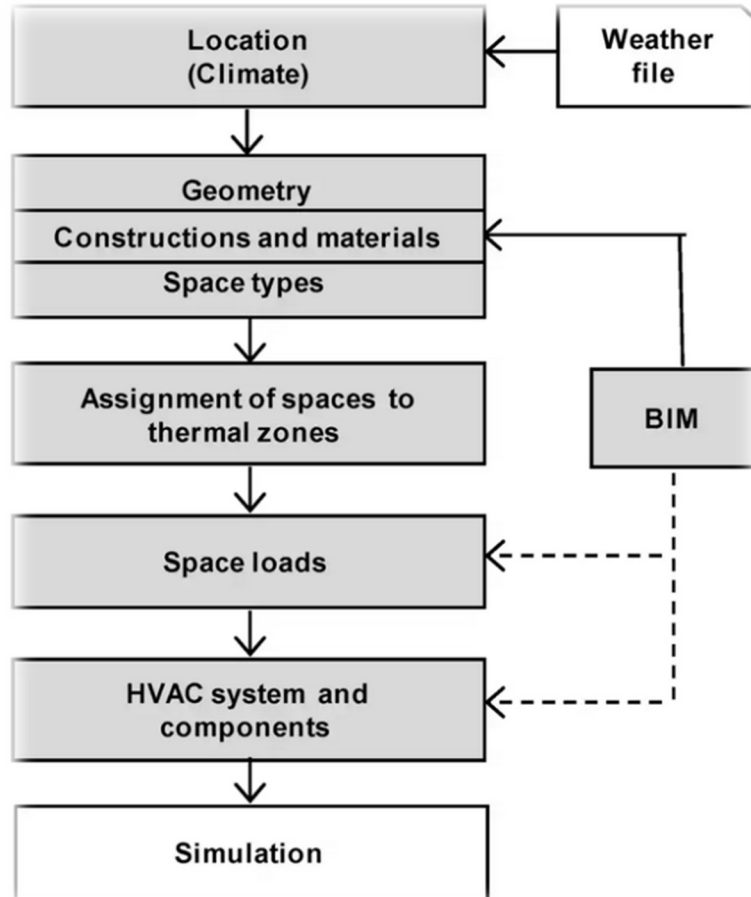 Location
(Climate)
Weather
file
Geometry
Constructions and materials
Space types
Assignment of spaces to
thermal zones
BIM
Space loads
HVAC system and
components
Simulation